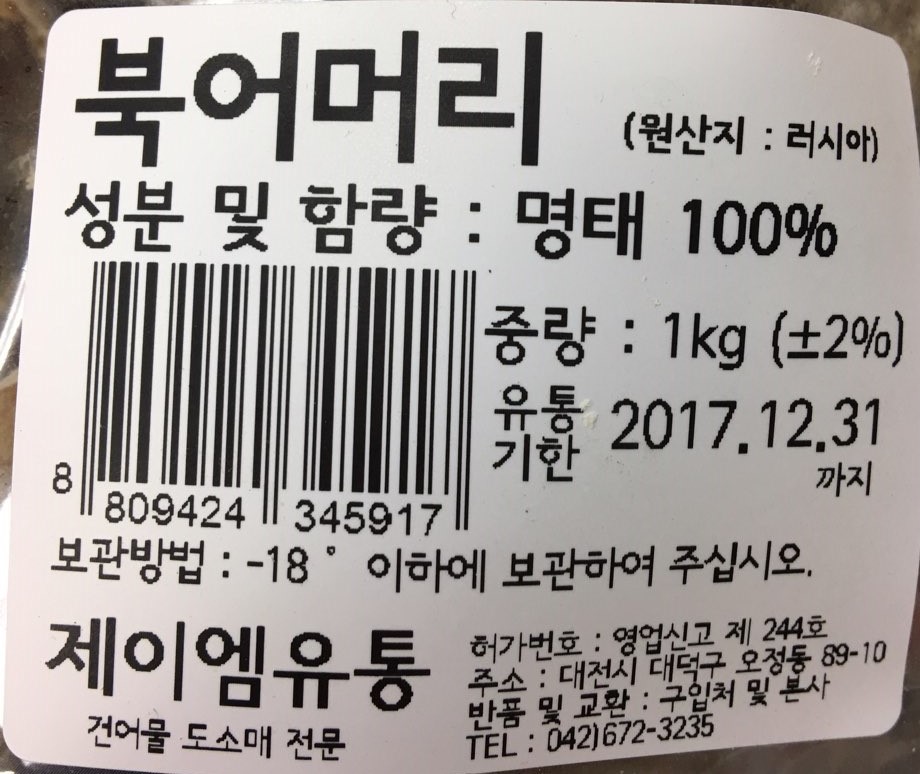 북어머리 (원산지 : 러시아)
성분 및 함량 : 명태 100%
중량 : 1kg (±2%)
유통기한 2017.12.31 까지
8 809424 345917
보관방법 : -18° 이하에 보관하여 주십시오.
제이엠유통
건어물 도소매 전문
허가번호 : 영업신고 제 244호
주소 : 대전시 대덕구 오정동 89-10
반품 및 교환 : 구입처 및 본사
TEL : 042)672-3235